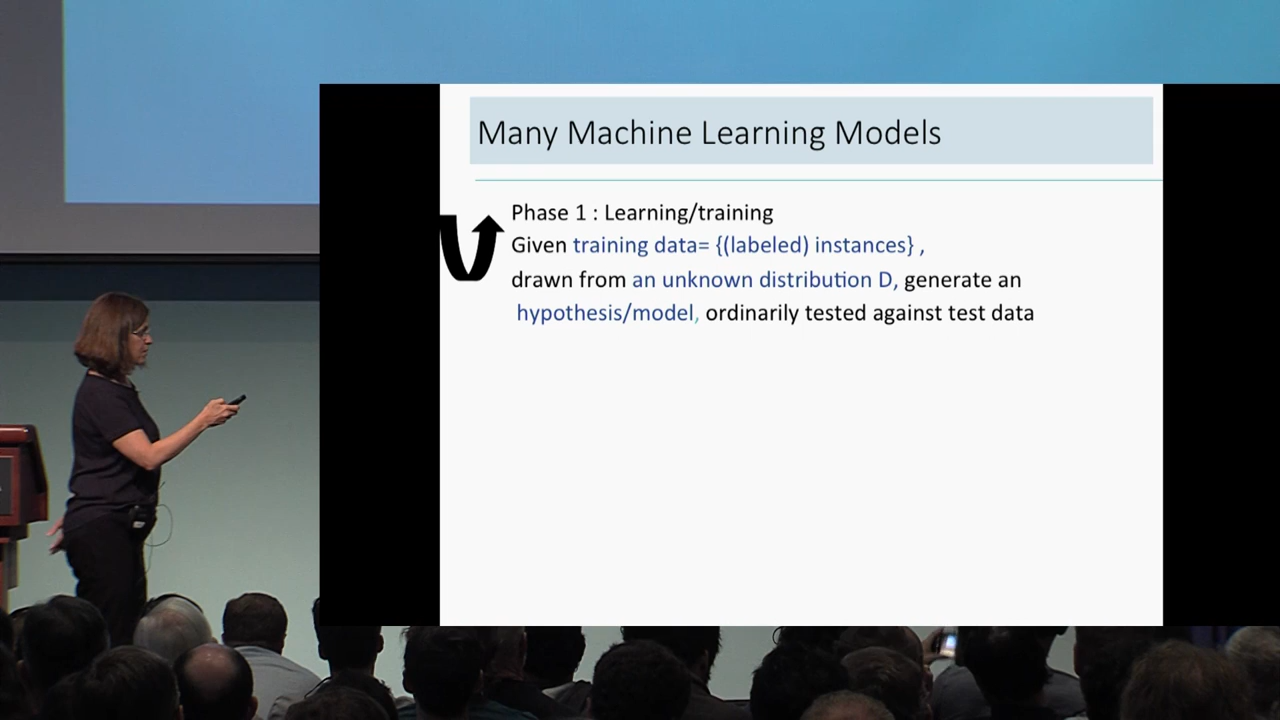 Many Machine Learning Models
Phase 1 : Learning/training
Given training data= {(labeled) instances} ,
drawn from an unknown distribution D, generate an
hypothesis/model, ordinarily tested against test data